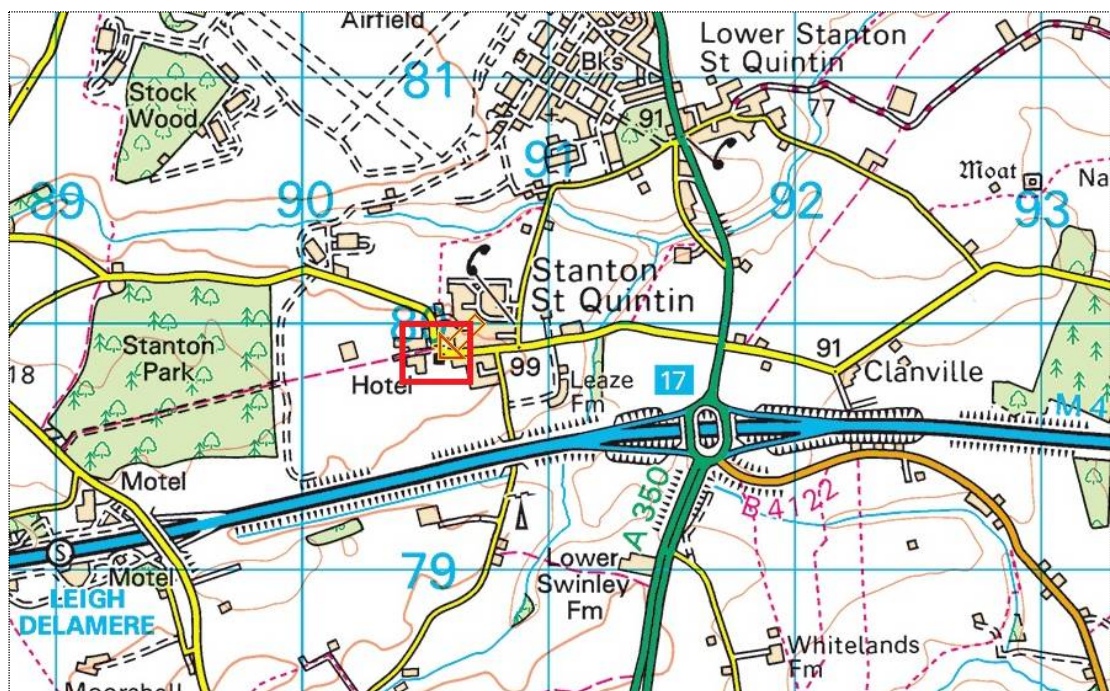 Airfield
Lower Stanton
St Quintin
81
Bks
Stock
Wood
91
7
91
Moat
Na
89
90
92
93
Stanton
St Quintin
80
Stanton
Park
18
Hotel
99
Leaze
Fm
17
91
Clanville
M 4
Motel
A 350
B 4122
S
Motel
79
Lower
Swinley
Fm
LEIGH
DELAMERE
Whitelands
Fm